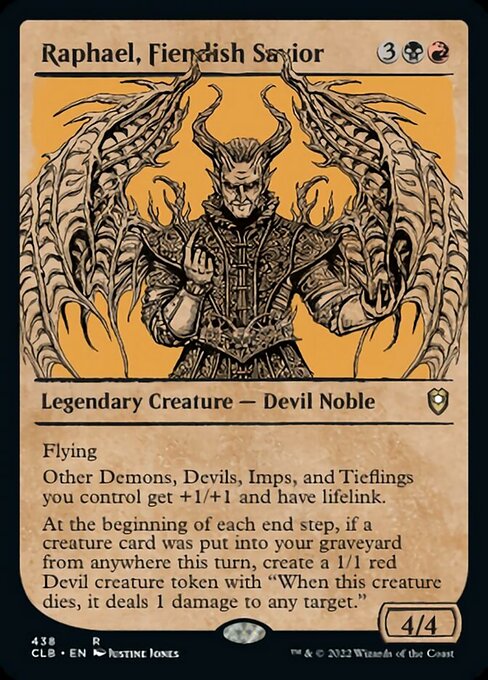 Raphael, Fiendish Savior 3
Legendary Creature — Devil Noble
Flying
Other Demons, Devils, Imps, and Tieflings
you control get +1/+1 and have lifelink.
At the beginning of each end step, if a
creature card was put into your graveyard
from anywhere this turn, create a 1/1 red
Devil creature token with “When this creature
dies, it deals 1 damage to any target.”
4/4
438 R
CLB • EN Justine Jones
™ & © 2022 Wizards of the Coast